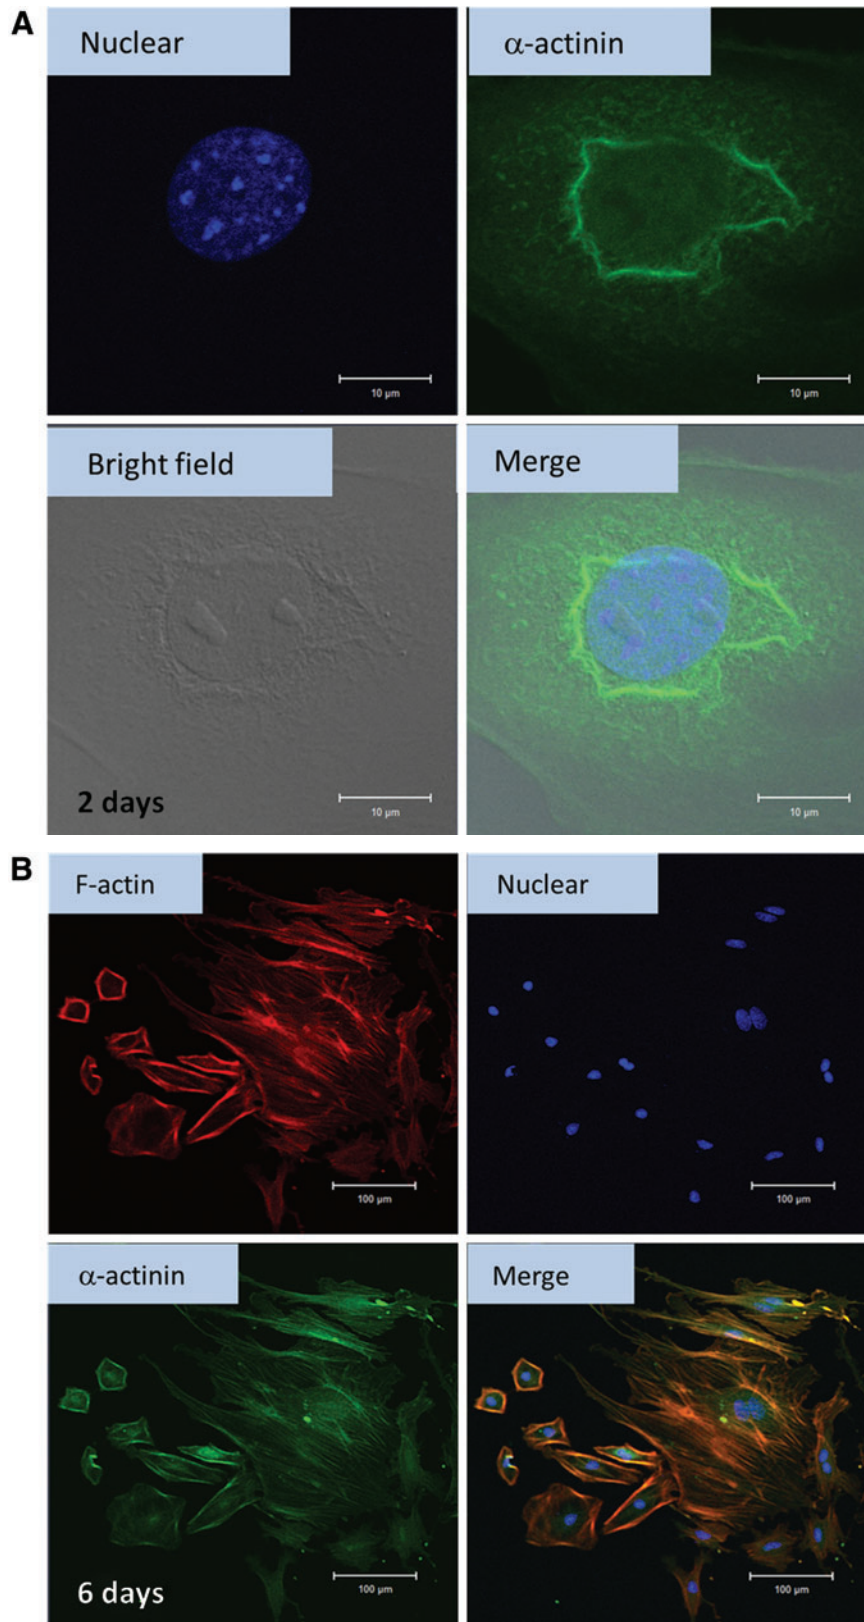 A
Nuclear
α-actinin
10 µm
10 µm
Bright field
Merge
2 days
10 µm
10 µm
B
F-actin
Nuclear
100 µm
100 µm
α-actinin
Merge
6 days
100 µm
100 µm